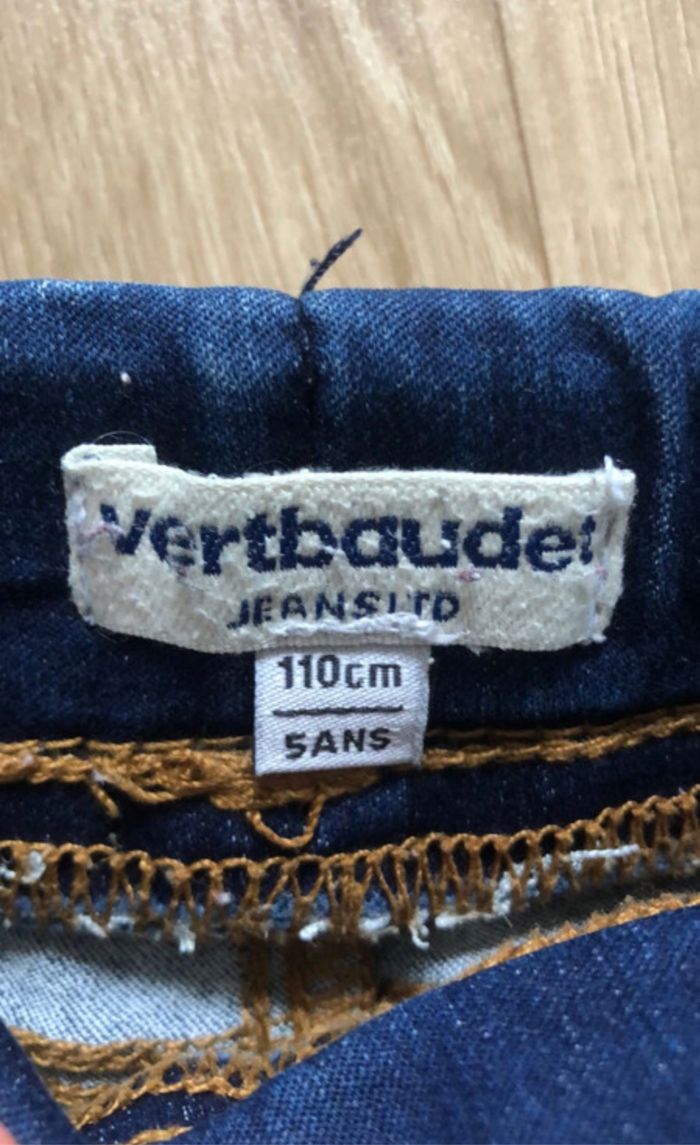 Vertbaudet
JEANS LTD
110cm
5ANS